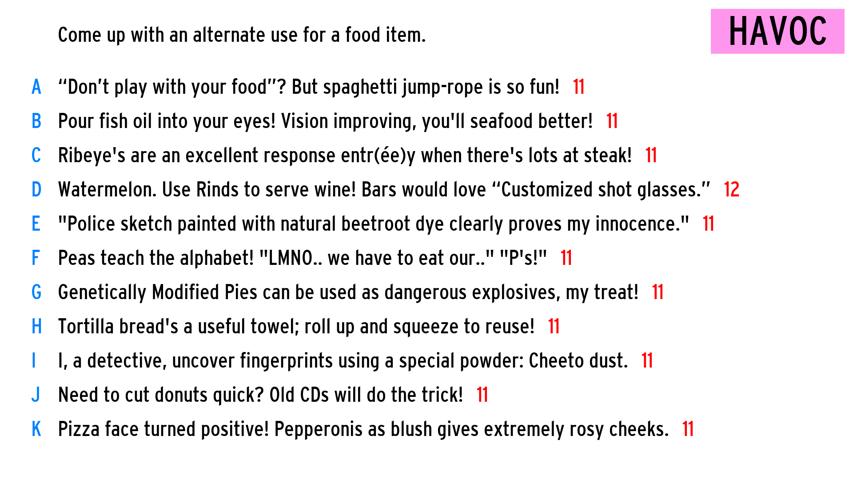 Come up with an alternate use for a food item.
HAVOC
A “Don’t play with your food”? But spaghetti jump-rope is so fun! 11
B Pour fish oil into your eyes! Vision improving, you'll seafood better! 11
C Ribeye's are an excellent response entr(ée)y when there's lots at steak! 11
D Watermelon. Use Rinds to serve wine! Bars would love “Customized shot glasses.” 12
E "Police sketch painted with natural beetroot dye clearly proves my innocence." 11
F Peas teach the alphabet! "LMNO.. we have to eat our.." "P's!" 11
G Genetically Modified Pies can be used as dangerous explosives, my treat! 11
H Tortilla bread's a useful towel; roll up and squeeze to reuse! 11
I I, a detective, uncover fingerprints using a special powder: Cheeto dust. 11
J Need to cut donuts quick? Old CDs will do the trick! 11
K Pizza face turned positive! Pepperonis as blush gives extremely rosy cheeks. 11